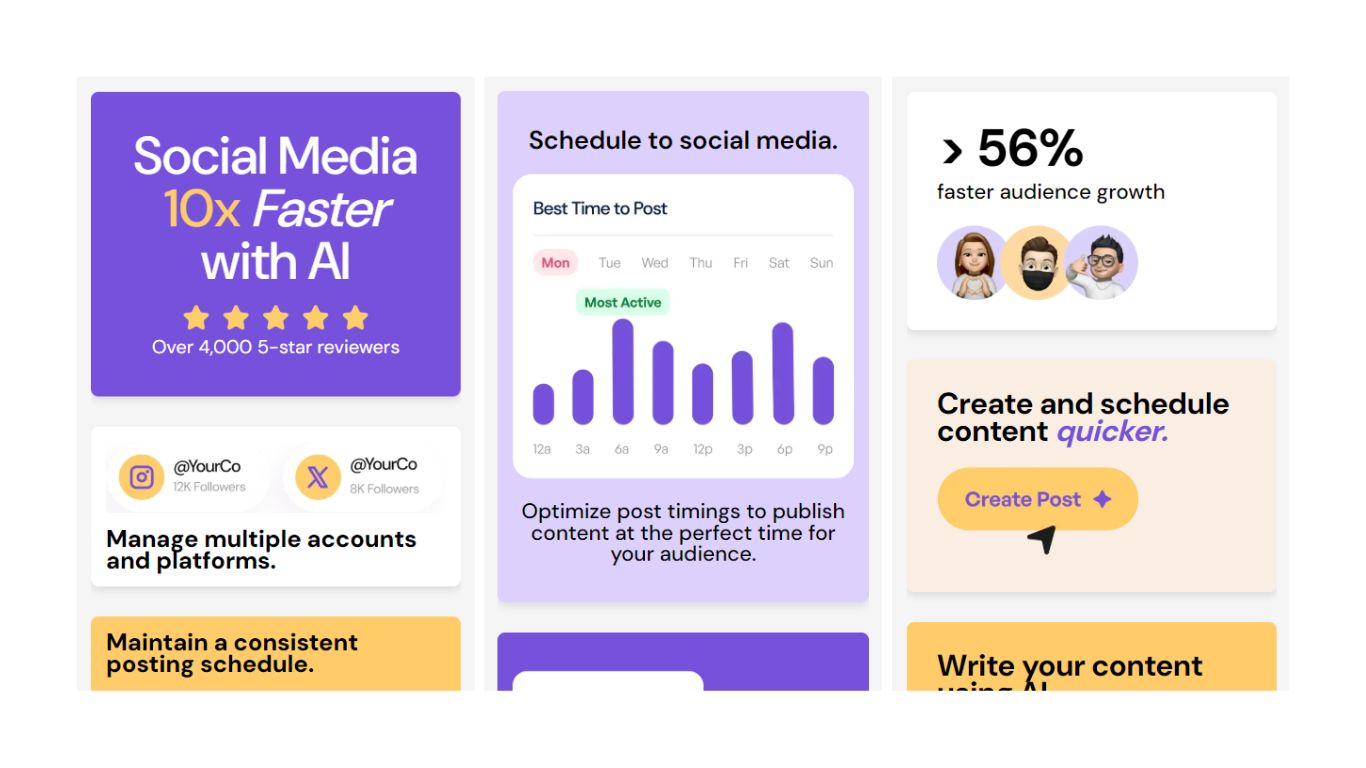 Social Media
10x Faster
with AI
Over 4,000 5-star reviewers
@YourCo
12K Followers
@YourCo
8K Followers
Manage multiple accounts
and platforms.
Maintain a consistent
posting schedule.
Schedule to social media.
Best Time to Post
Mon Tue Wed Thu Fri Sat Sun
Most Active
12a 3a 6a 9a 12p 3p 6p 9p
Optimize post timings to publish
content at the perfect time for
your audience.
> 56%
faster audience growth
Create and schedule
content quicker.
Create Post
Write your content
using AI